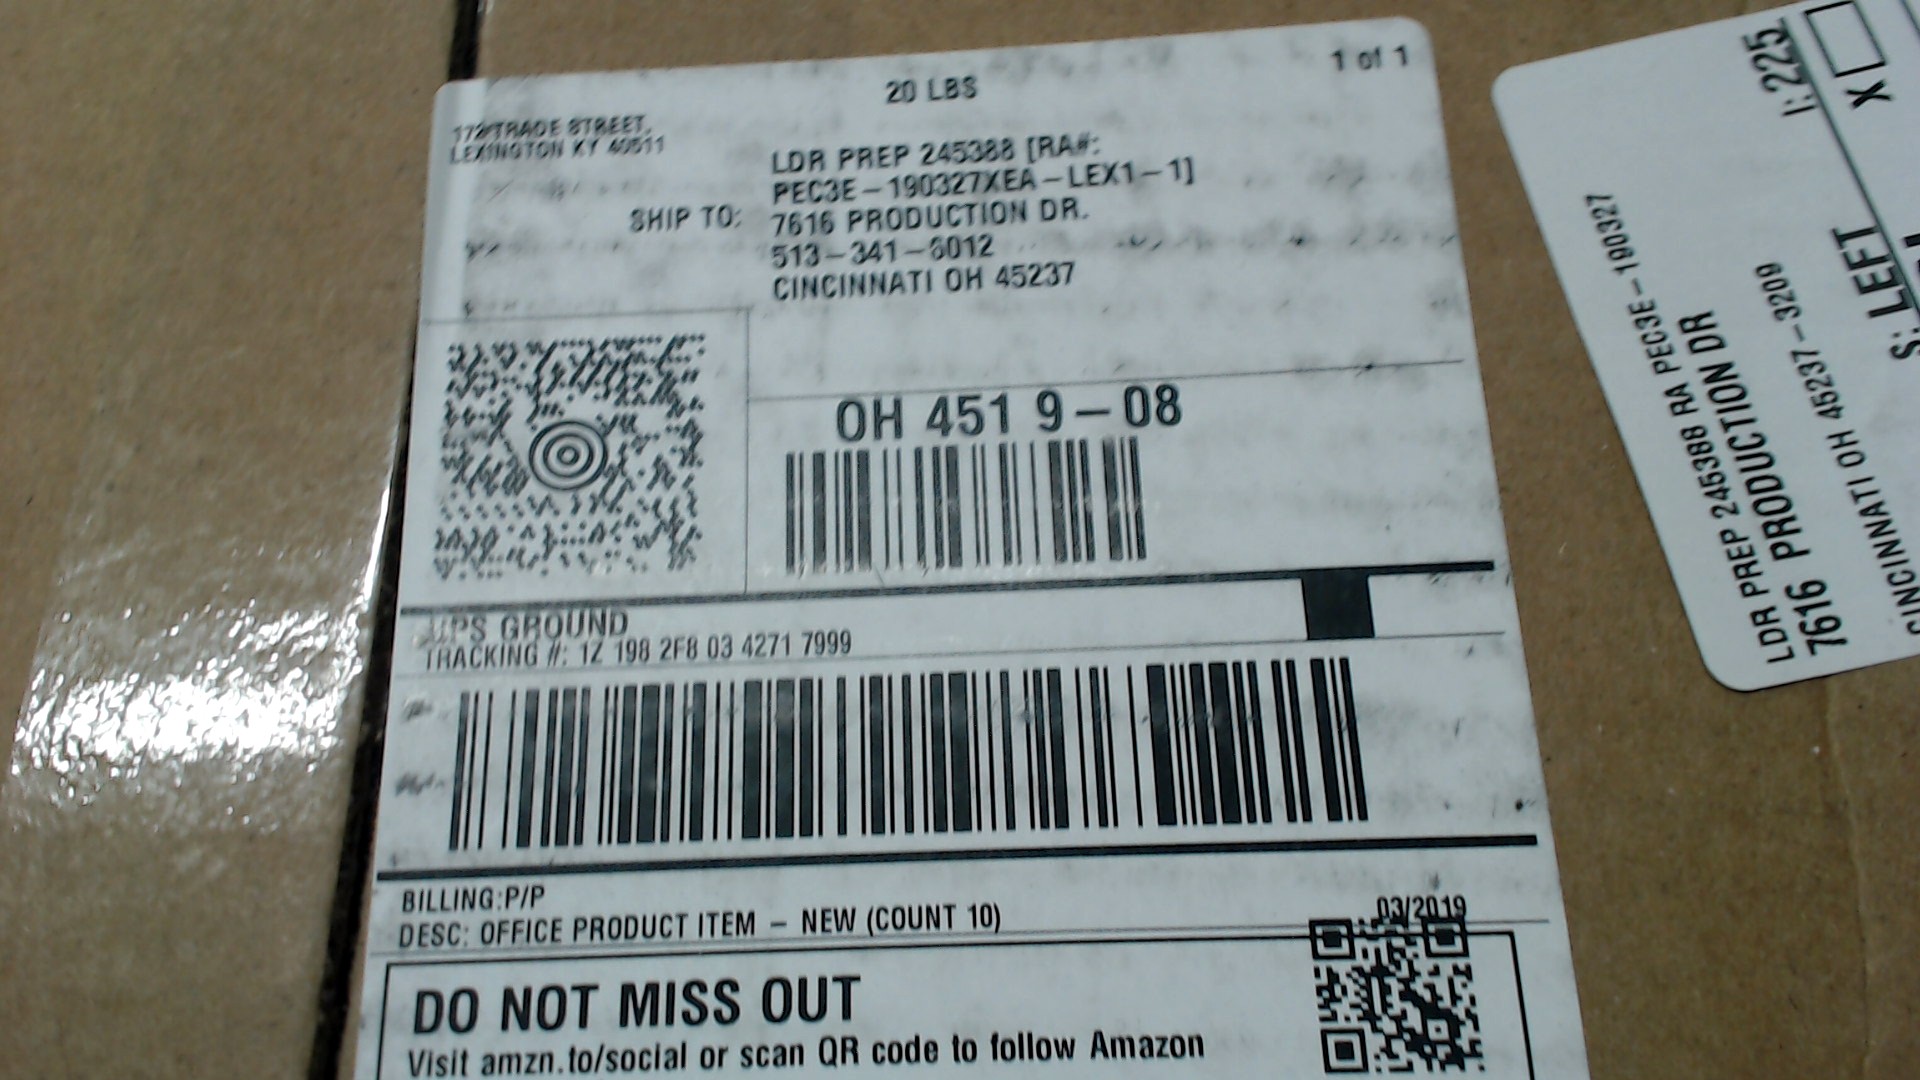 20 LBS
1 of 1
TRADE STREET,
LEXINGTON KY 40511
LDR PREP 245388 [RA#:
PEC3E-190327XEA-LEX1-1]
SHIP TO: 7616 PRODUCTION DR.
513-341-6012
CINCINNATI OH 45237
OH 451 9-08
UPS GROUND
TRACKING #: 1Z 198 2F8 03 4271 7999
BILLING:P/P
DESC: OFFICE PRODUCT ITEM - NEW (COUNT 10)
03/2019
DO NOT MISS OUT
Visit amzn.to/social or scan QR code to follow Amazon
LDR PREP 245388 RA PEC3E-190327
7616 PRODUCTION DR
CINCINNATI OH 45237-3209
S: LEFT
I: 225
X
CINCINNATI OH